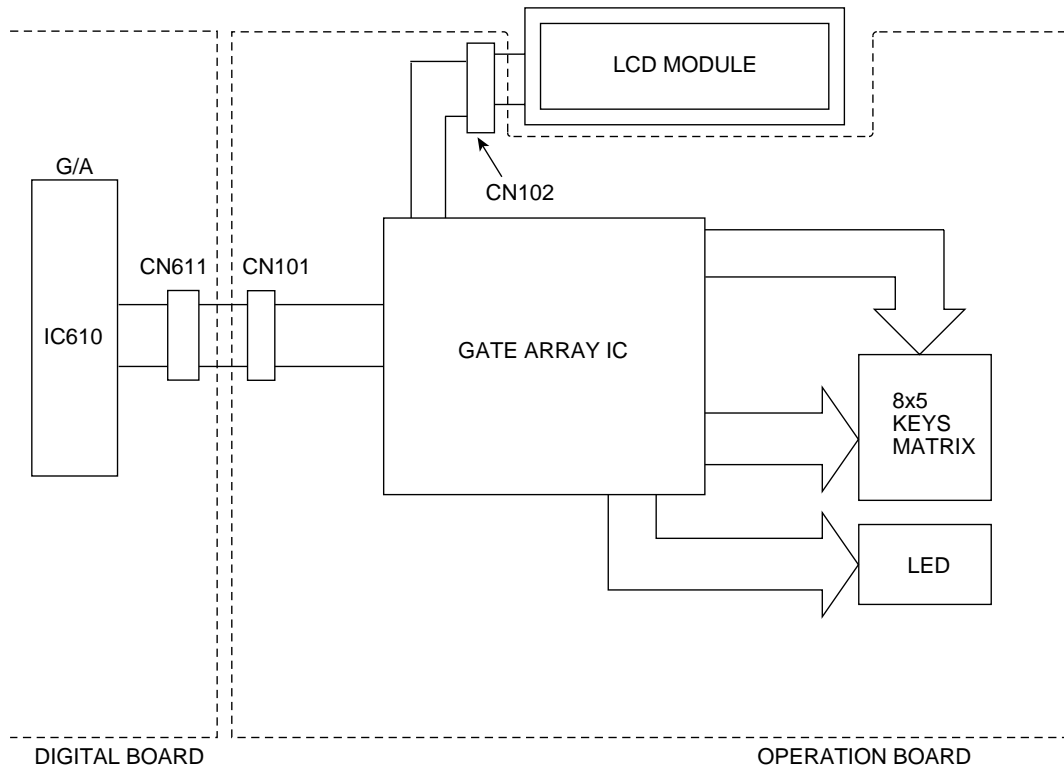 LCD MODULE
G/A
CN102
CN611
CN101
IC610
GATE ARRAY IC
8x5
KEYS
MATRIX
LED
DIGITAL BOARD
OPERATION BOARD